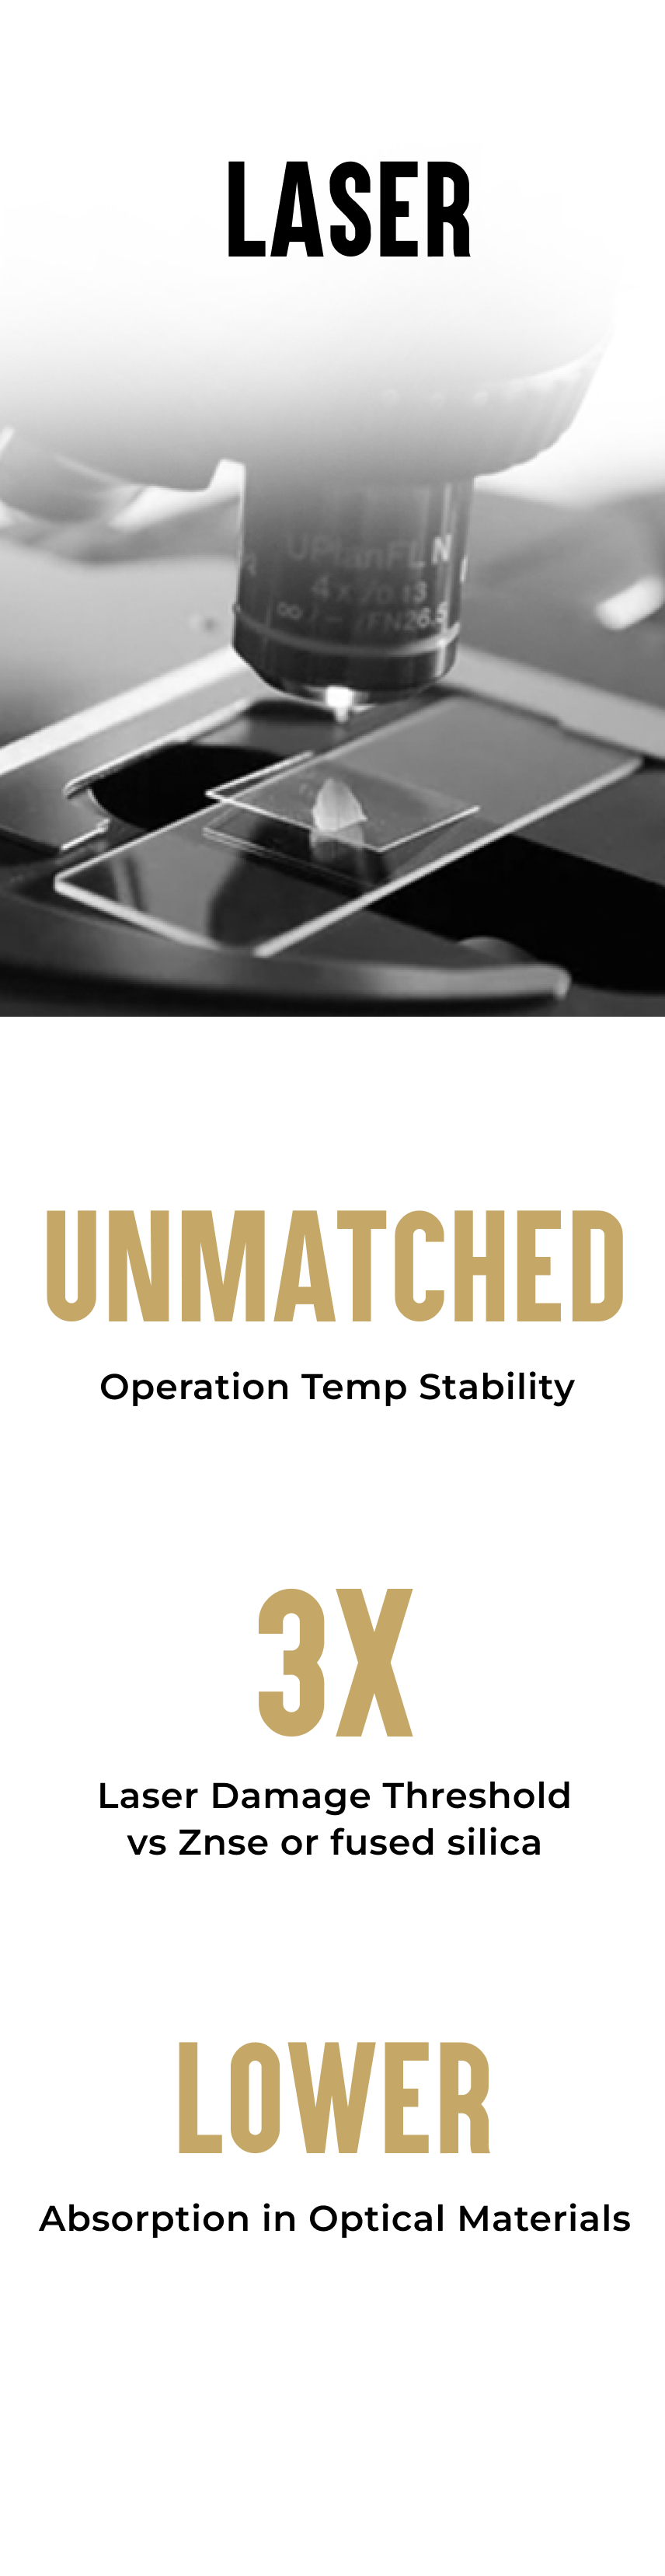 LASER
UPlanFL N
4x/0.13
∞/-/FN26.5
UNMATCHED
Operation Temp Stability
3X
Laser Damage Threshold
vs Znse or fused silica
LOWER
Absorption in Optical Materials